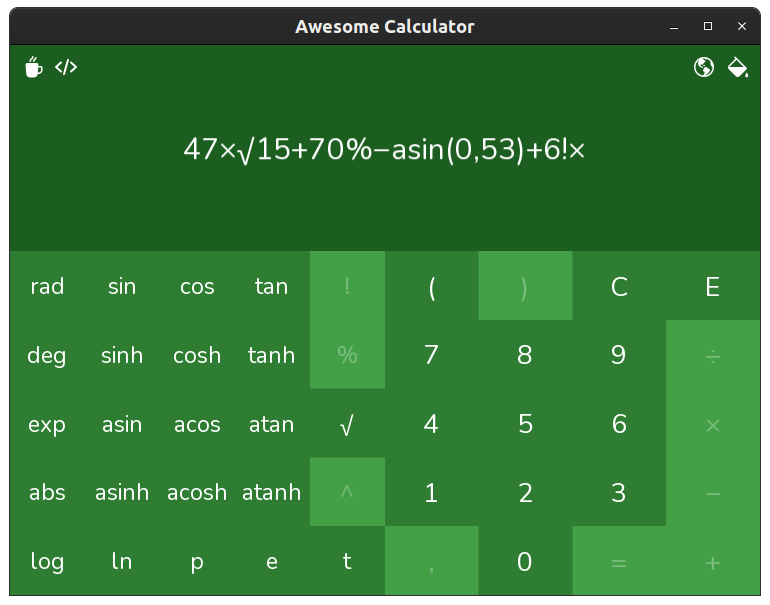 Awesome Calculator
</>
47×√15+70%−asin(0,53)+6!×
rad sin cos tan ! ( ) C E
deg sinh cosh tanh % 7 8 9 ÷
exp asin acos atan √ 4 5 6 ×
abs asinh acosh atanh ^ 1 2 3 −
log ln p e t , 0 = +